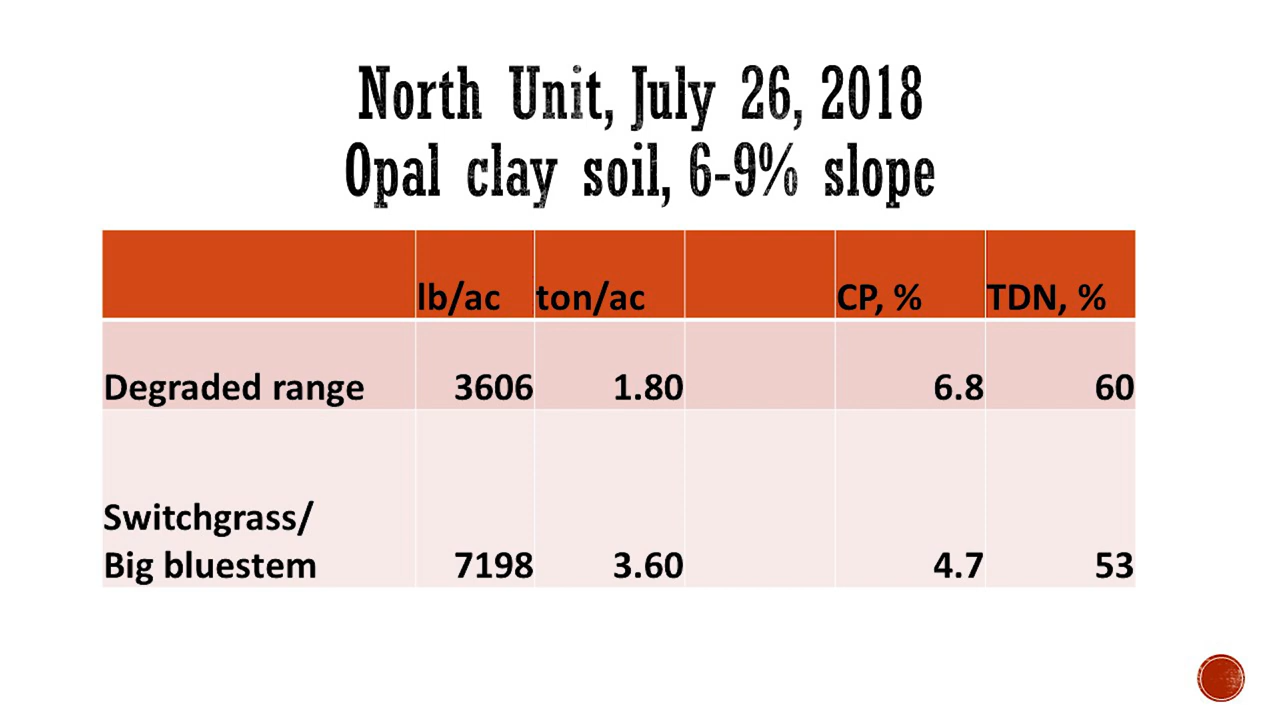 North Unit, July 26, 2018
Opal clay soil, 6-9% slope
lb/ac ton/ac CP, % TDN, %
Degraded range 3606 1.80 6.8 60
Switchgrass/
Big bluestem 7198 3.60 4.7 53